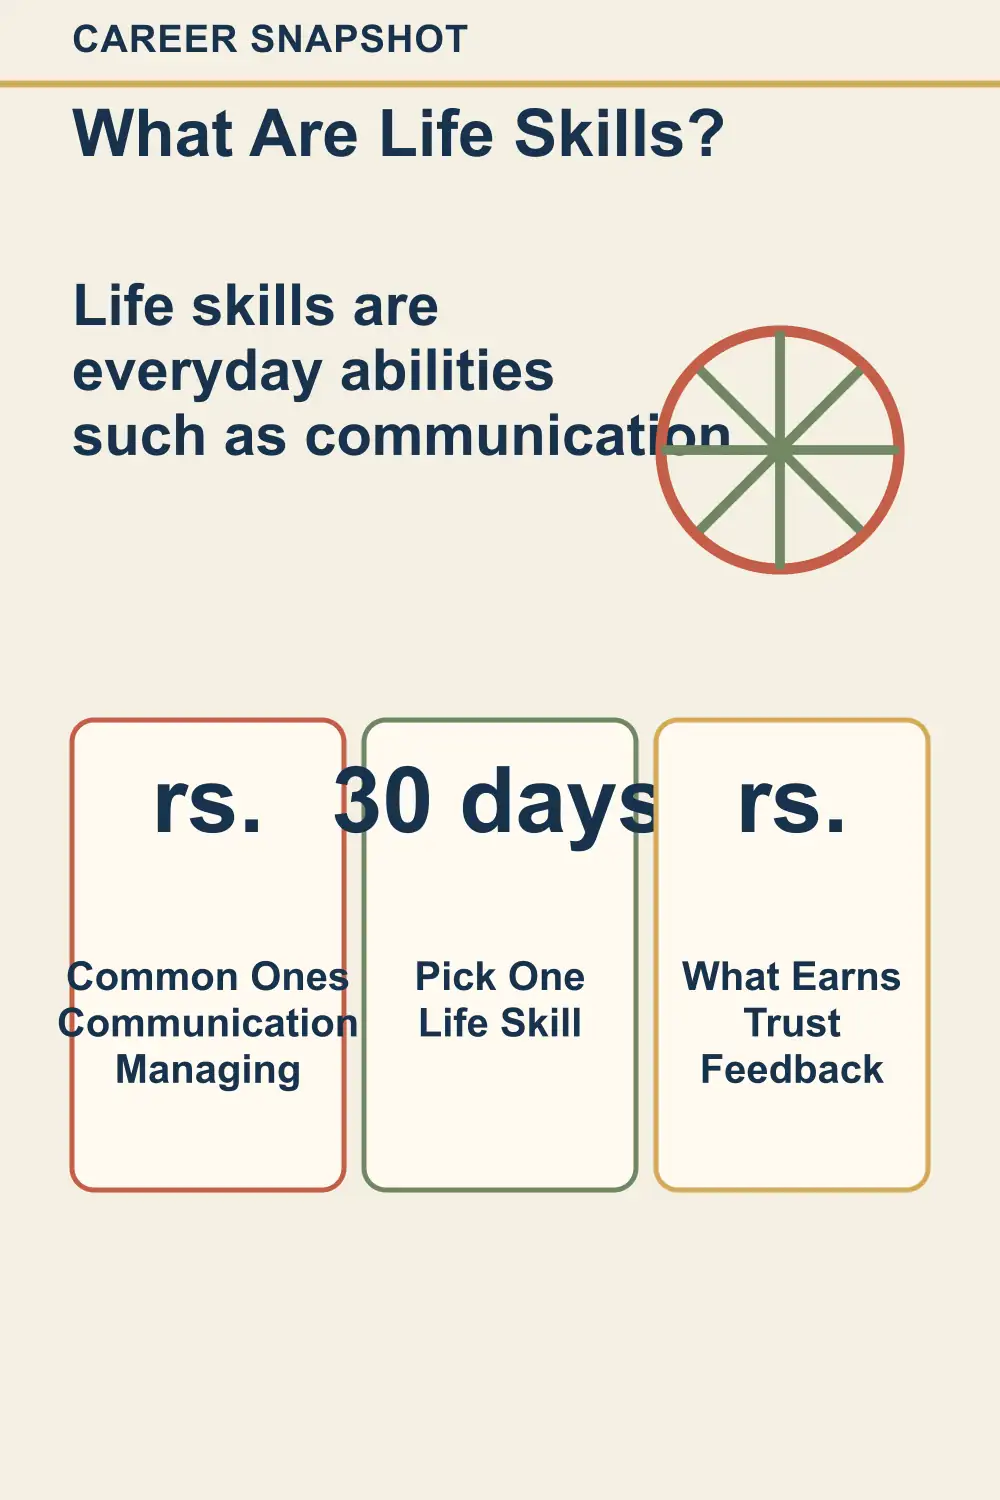 CAREER SNAPSHOT
What Are Life Skills?
Life skills are
everyday abilities
such as communication
rs.
Common Ones
Communication
Managing
30 days
Pick One
Life Skill
rs.
What Earns
Trust
Feedback